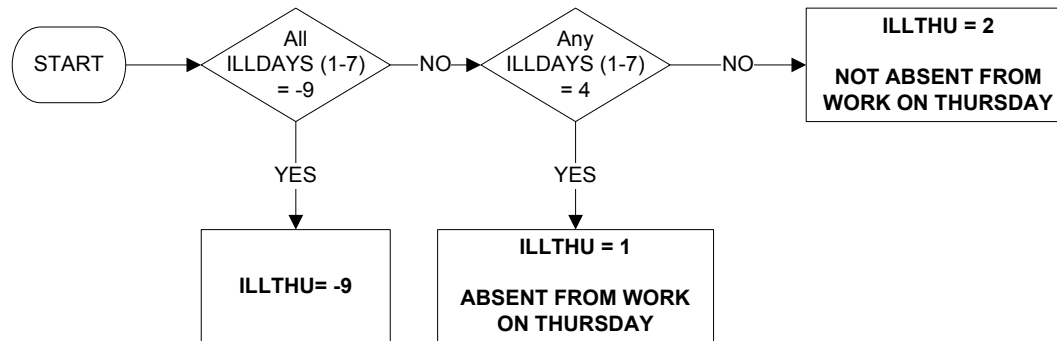 START
All
ILLDAYS (1-7)
= -9
NO
Any
ILLDAYS (1-7)
= 4
NO
ILLTHU = 2
NOT ABSENT FROM
WORK ON THURSDAY
YES
YES
ILLTHU= -9
ILLTHU = 1
ABSENT FROM WORK
ON THURSDAY